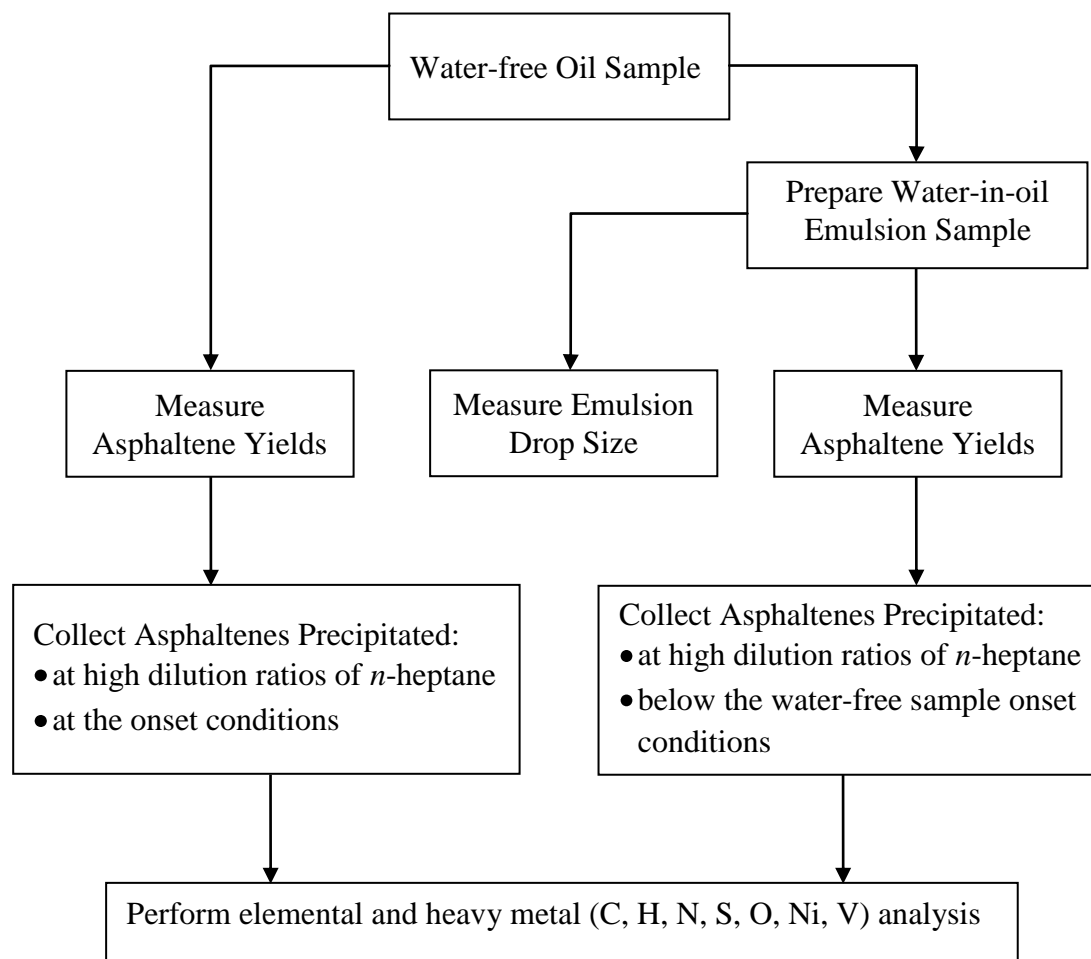 Water-free Oil Sample
Prepare Water-in-oil
Emulsion Sample
Measure
Asphaltene Yields
Measure Emulsion
Drop Size
Measure
Asphaltene Yields
Collect Asphaltenes Precipitated:
• at high dilution ratios of n-heptane
• at the onset conditions
Collect Asphaltenes Precipitated:
• at high dilution ratios of n-heptane
• below the water-free sample onset
conditions
Perform elemental and heavy metal (C, H, N, S, O, Ni, V) analysis